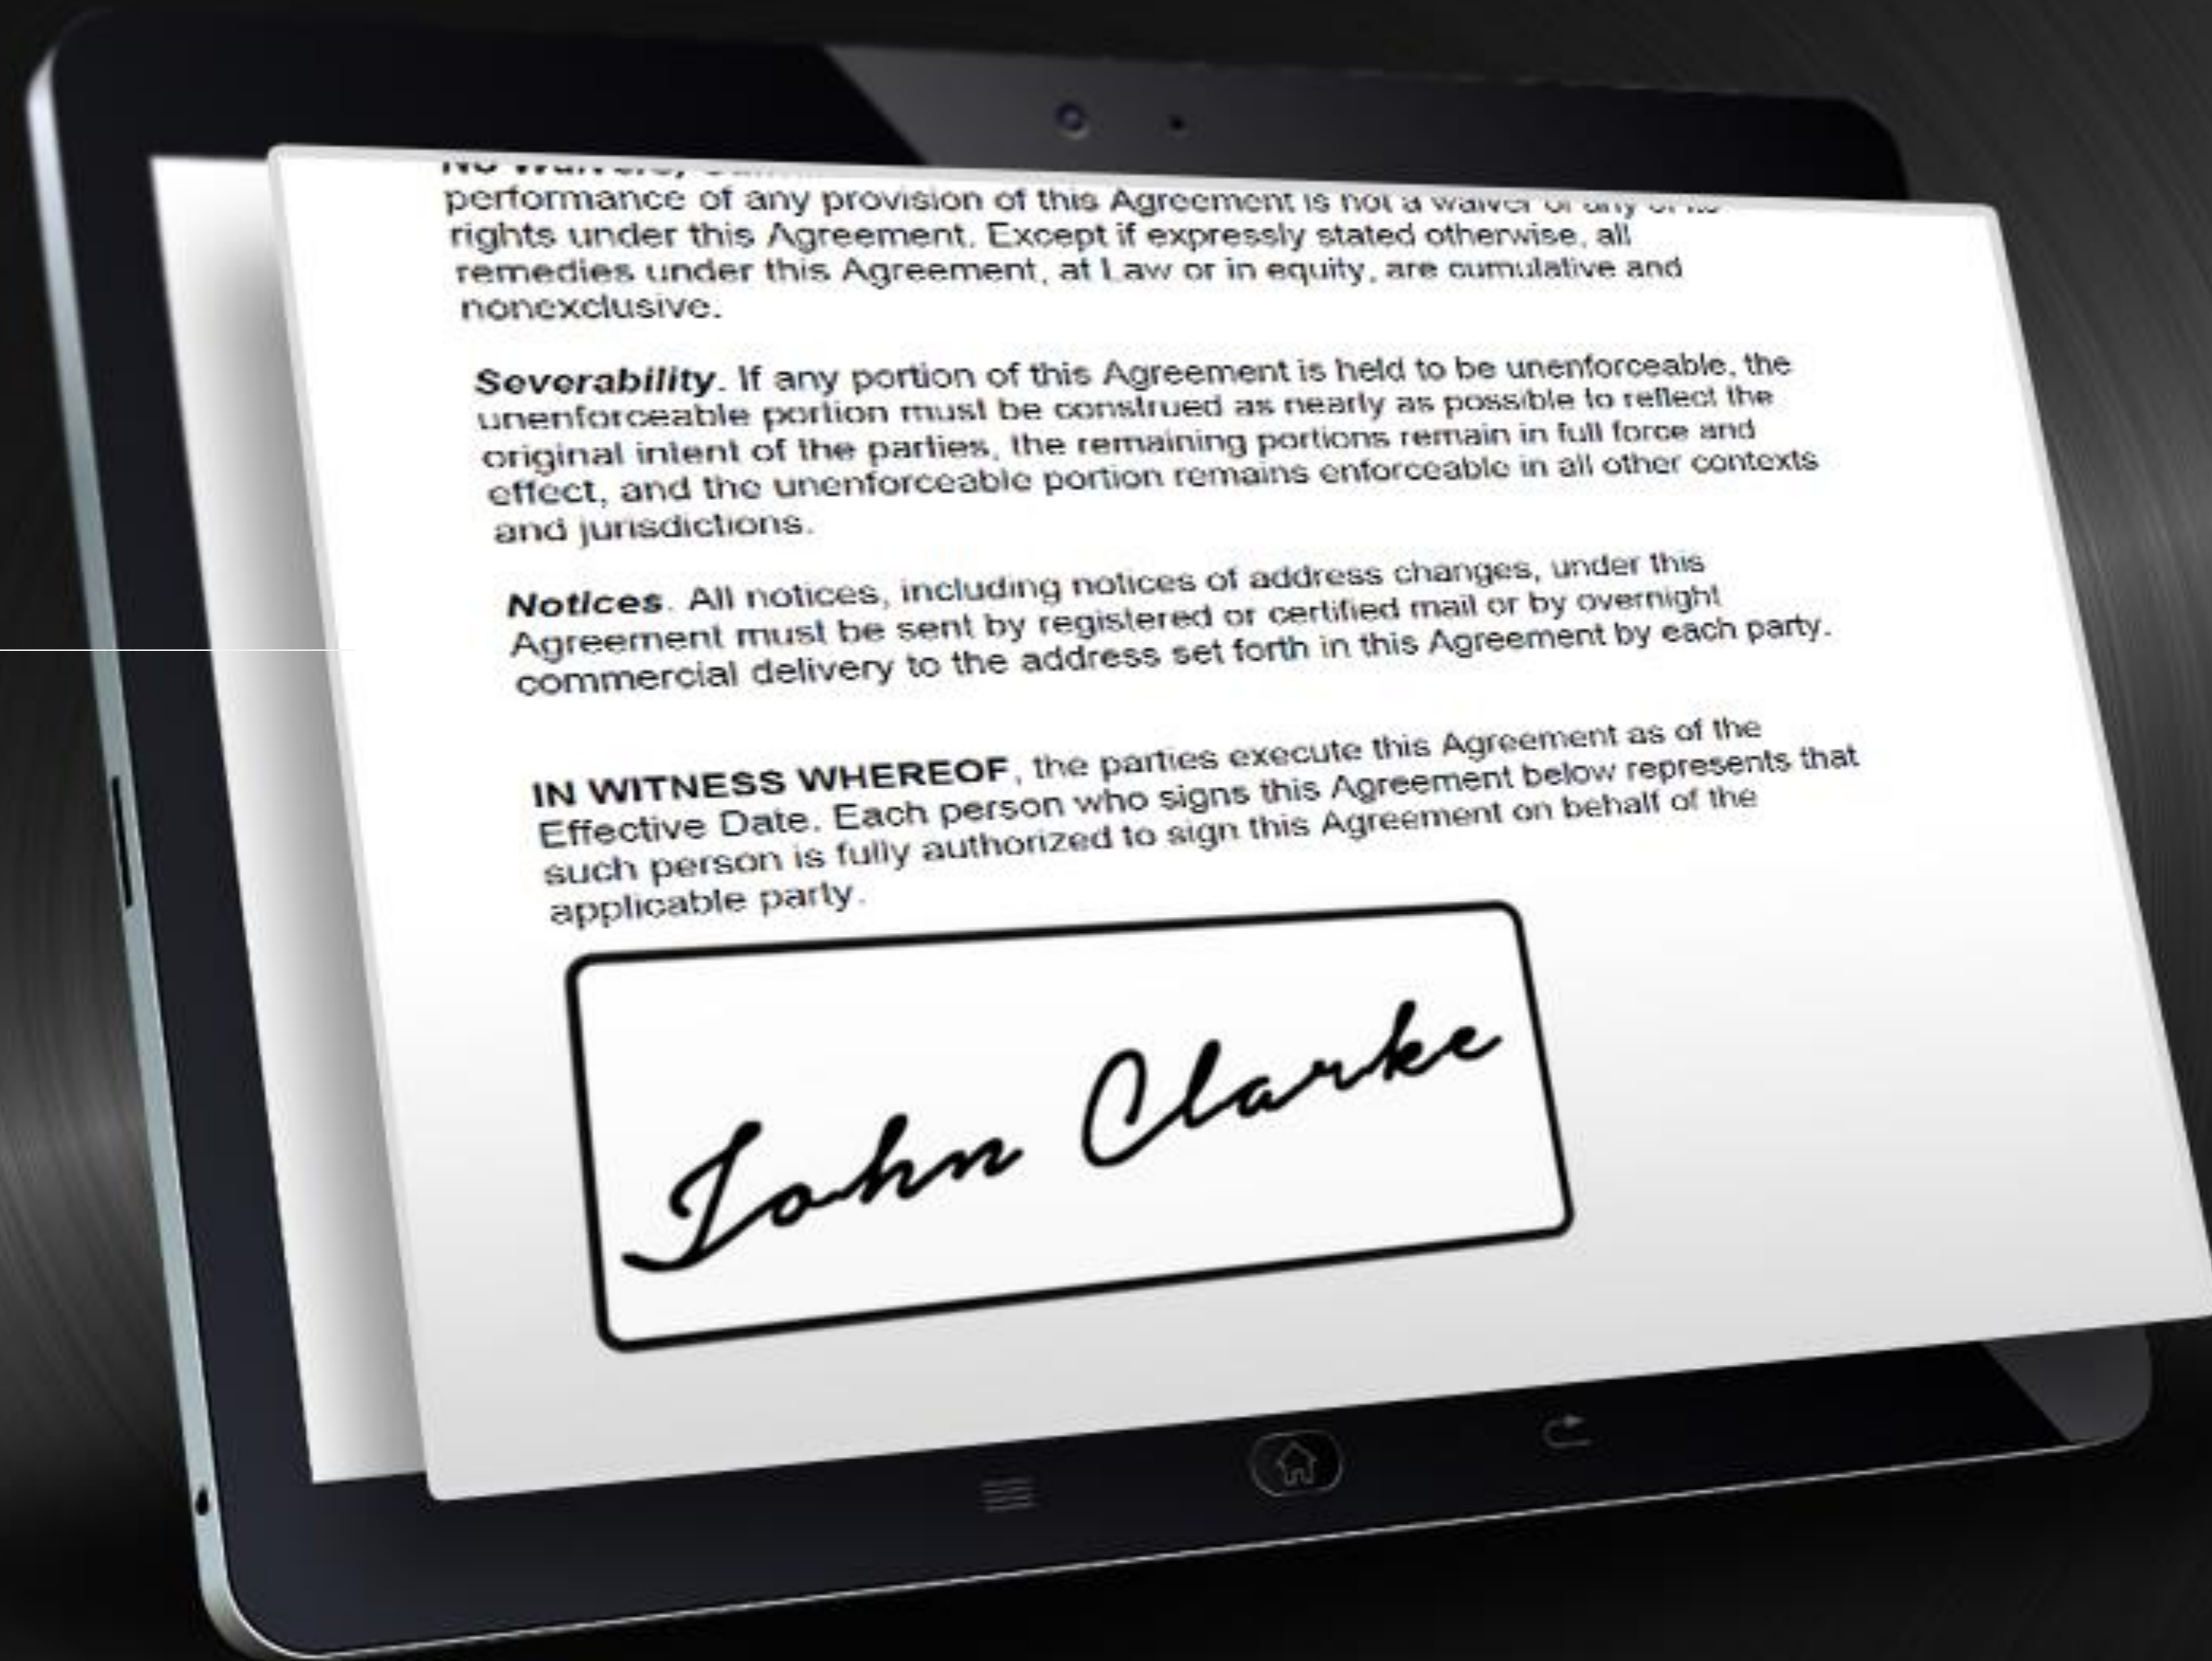 No Waivers,
performance of any provision of this Agreement is not a waiver of any of its
rights under this Agreement. Except if expressly stated otherwise, all
remedies under this Agreement, at Law or in equity, are cumulative and
nonexclusive.
Severability. If any portion of this Agreement is held to be unenforceable, the
unenforceable portion must be construed as nearly as possible to reflect the
original intent of the parties, the remaining portions remain in full force and
effect, and the unenforceable portion remains enforceable in all other contexts
and jurisdictions.
Notices. All notices, including notices of address changes, under this
Agreement must be sent by registered or certified mail or by overnight
commercial delivery to the address set forth in this Agreement by each party.
IN WITNESS WHEREOF, the parties execute this Agreement as of the
Effective Date. Each person who signs this Agreement below represents that
such person is fully authorized to sign this Agreement on behalf of the
applicable party.
John Clarke